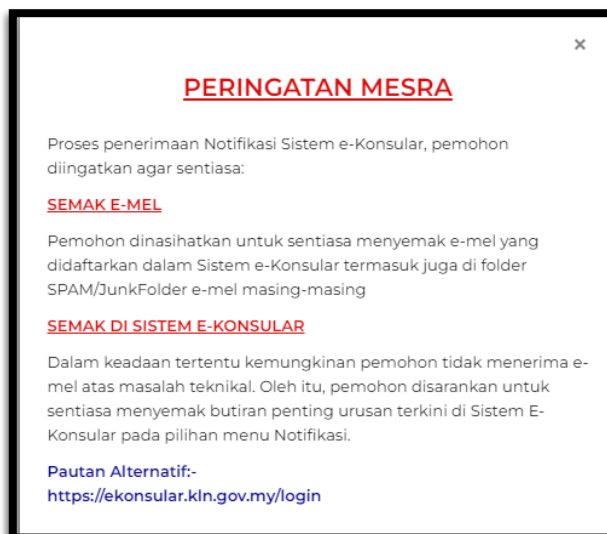 ×
PERINGATAN MESRA
Proses penerimaan Notifikasi Sistem e-Konsular, pemohon
diingatkan agar sentiasa:
SEMAK E-MEL
Pemohon dinasihatkan untuk sentiasa menyemak e-mel yang
didaftarkan dalam Sistem e-Konsular termasuk juga di folder
SPAM/JunkFolder e-mel masing-masing
SEMAK DI SISTEM E-KONSULAR
Dalam keadaan tertentu kemungkinan pemohon tidak menerima e-
mel atas masalah teknikal. Oleh itu, pemohon disarankan untuk
sentiasa menyemak butiran penting urusan terkini di Sistem E-
Konsular pada pilihan menu Notifikasi.
Pautan Alternatif:-
https://ekonsular.kln.gov.my/login